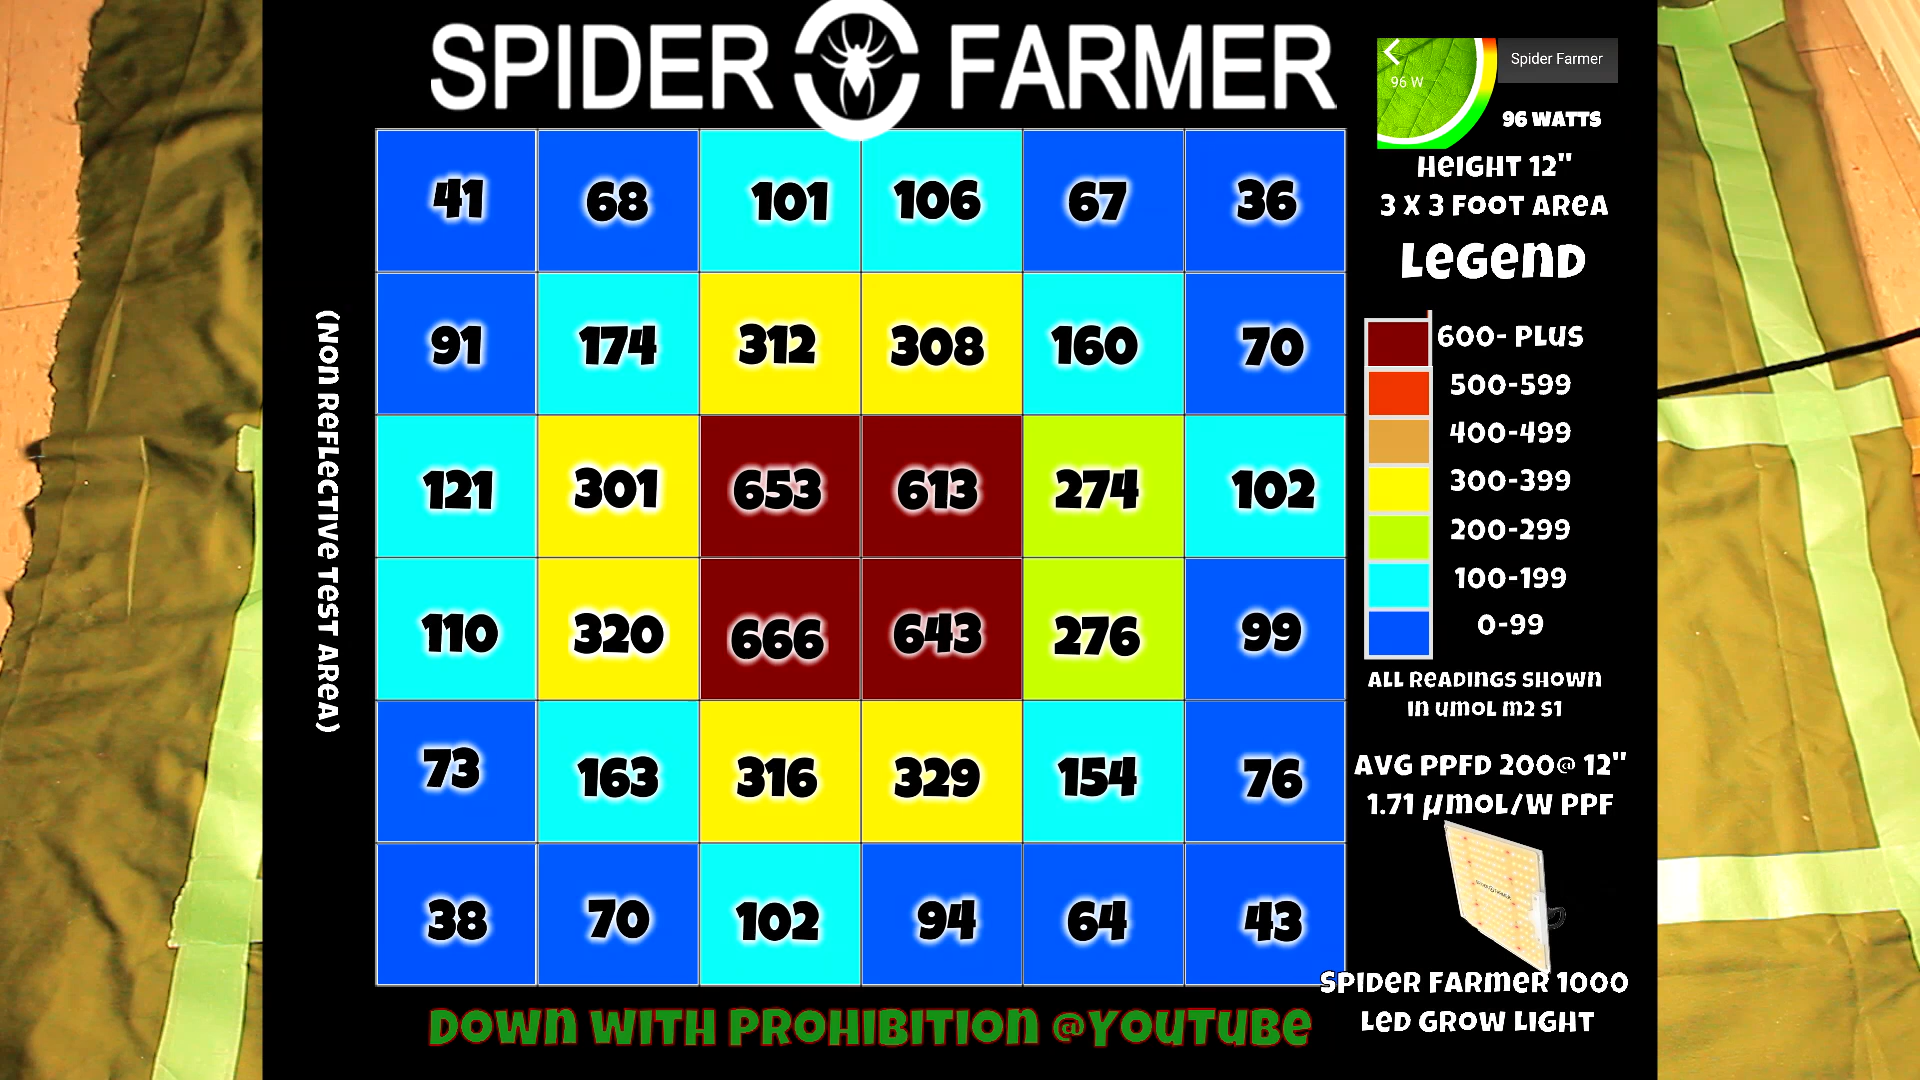 SPIDER FARMER
96 W
Spider Farmer
96 WATTS
HEIGHT 12"
3 X 3 FOOT AREA
LEGEND
600- PLUS
500-599
400-499
300-399
200-299
100-199
0-99
ALL READINGS SHOWN
IN UMOL M2 S1
AVG PPFD 200@ 12"
1.71 µMOL/W PPF
SPIDER FARMER 1000
LED GROW LIGHT
(NON REFLECTIVE TEST AREA)
41 68 101 106 67 36
91 174 312 308 160 70
121 301 653 613 274 102
110 320 666 643 276 99
73 163 316 329 154 76
38 70 102 94 64 43
DOWN WITH PROHIBITION @YOUTUBE